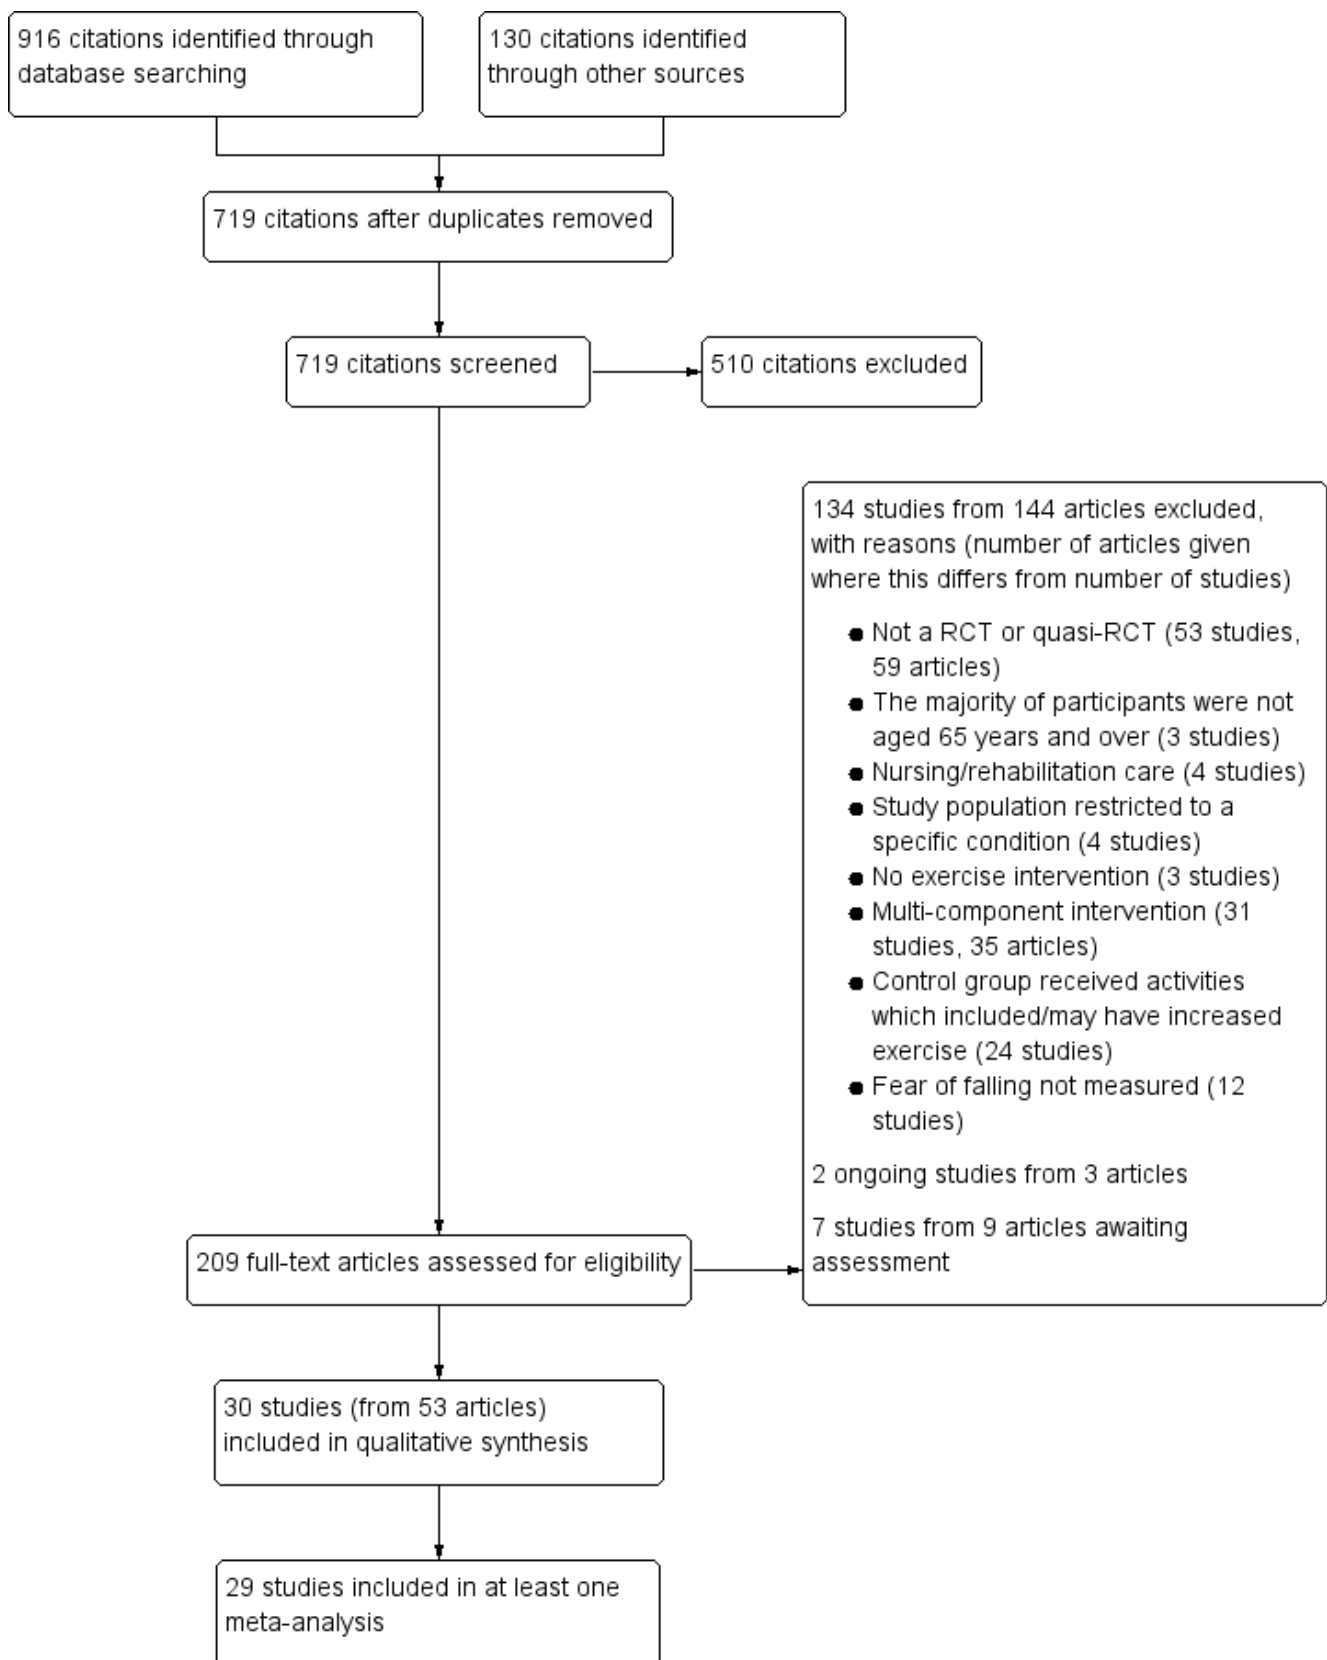 916 citations identified through
database searching
130 citations identified
through other sources
719 citations after duplicates removed
719 citations screened
510 citations excluded
134 studies from 144 articles excluded,
with reasons (number of articles given
where this differs from number of studies)
● Not a RCT or quasi-RCT (53 studies,
59 articles)
● The majority of participants were not
aged 65 years and over (3 studies)
● Nursing/rehabilitation care (4 studies)
● Study population restricted to a
specific condition (4 studies)
● No exercise intervention (3 studies)
● Multi-component intervention (31
studies, 35 articles)
● Control group received activities
which included/may have increased
exercise (24 studies)
● Fear of falling not measured (12
studies)
2 ongoing studies from 3 articles
7 studies from 9 articles awaiting
assessment
209 full-text articles assessed for eligibility
30 studies (from 53 articles)
included in qualitative synthesis
29 studies included in at least one
meta-analysis